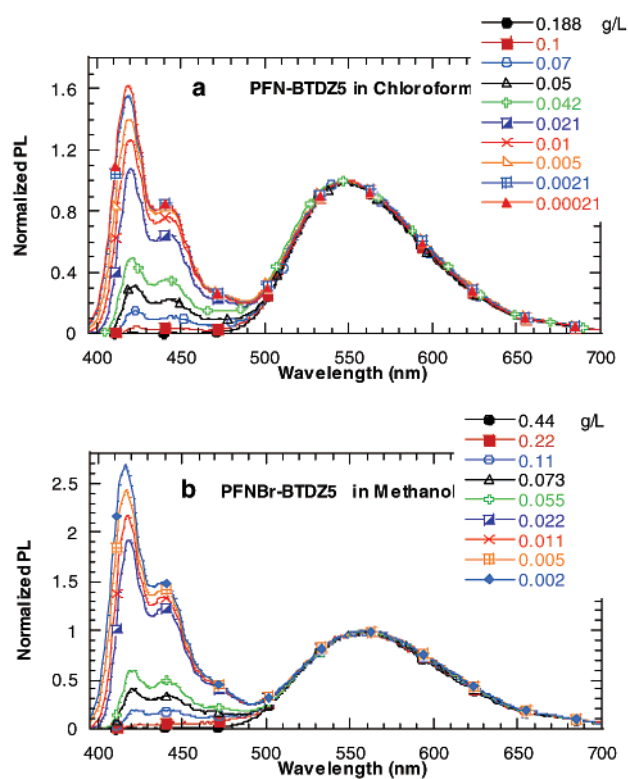 0.188 g/L
0.1
0.07
0.05
0.042
0.021
0.01
0.005
0.0021
0.00021
a PFN-BTDZ5 in Chloroform
Normalized PL
1.6
1.2
0.8
0.4
0
400 450 500 550 600 650 700
Wavelength (nm)
0.44 g/L
0.22
0.11
0.073
0.055
0.022
0.011
0.005
0.002
b PFNBr-BTDZ5 in Methanol
Normalized PL
2.5
2
1.5
1
0.5
0
400 450 500 550 600 650 700
Wavelength (nm)